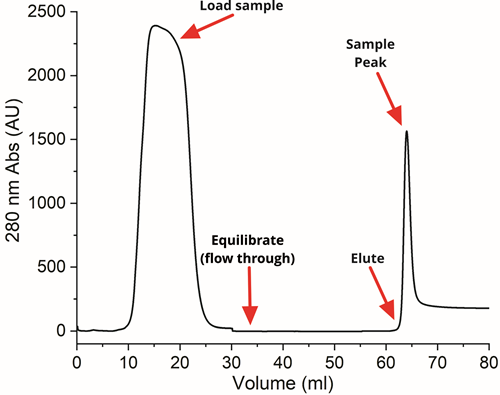 Load sample
Sample
Peak
Equilibrate
(flow through)
Elute
280 nm Abs (AU)
2500
2000
1500
1000
500
0
0 10 20 30 40 50 60 70 80
Volume (ml)